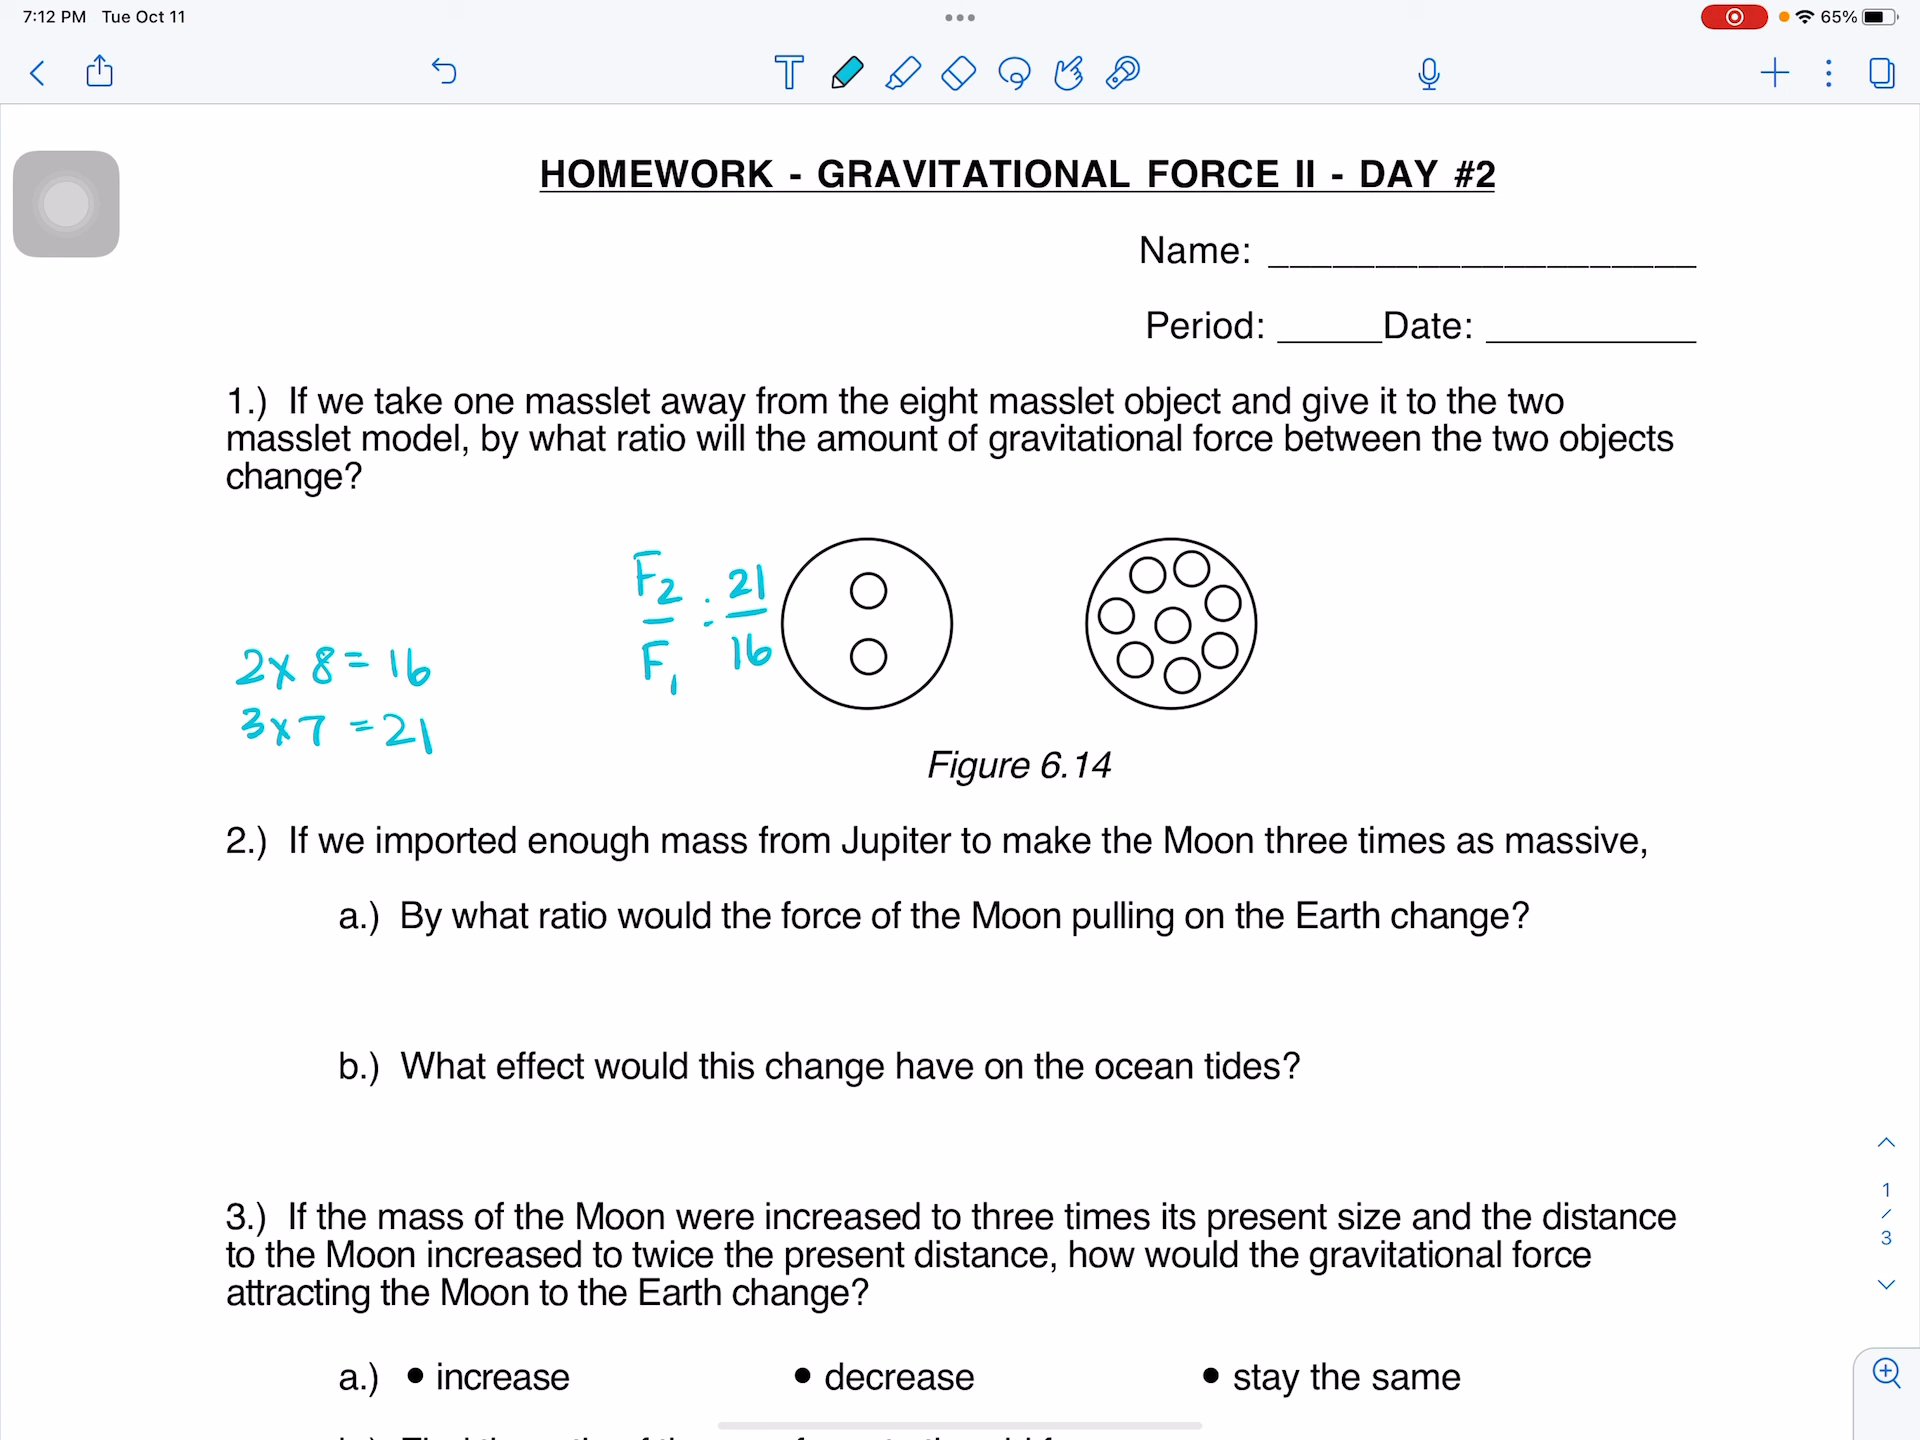 7:12 PM Tue Oct 11
65%
HOMEWORK - GRAVITATIONAL FORCE II - DAY #2
Name: ____________________
Period: _____Date: __________
1.) If we take one masslet away from the eight masslet object and give it to the two
masslet model, by what ratio will the amount of gravitational force between the two objects
change?
F2 : 21
F1 16
2 x 8 = 16
3 x 7 = 21
Figure 6.14
2.) If we imported enough mass from Jupiter to make the Moon three times as massive,
a.) By what ratio would the force of the Moon pulling on the Earth change?
b.) What effect would this change have on the ocean tides?
1
/
3
3.) If the mass of the Moon were increased to three times its present size and the distance
to the Moon increased to twice the present distance, how would the gravitational force
attracting the Moon to the Earth change?
a.) • increase • decrease • stay the same